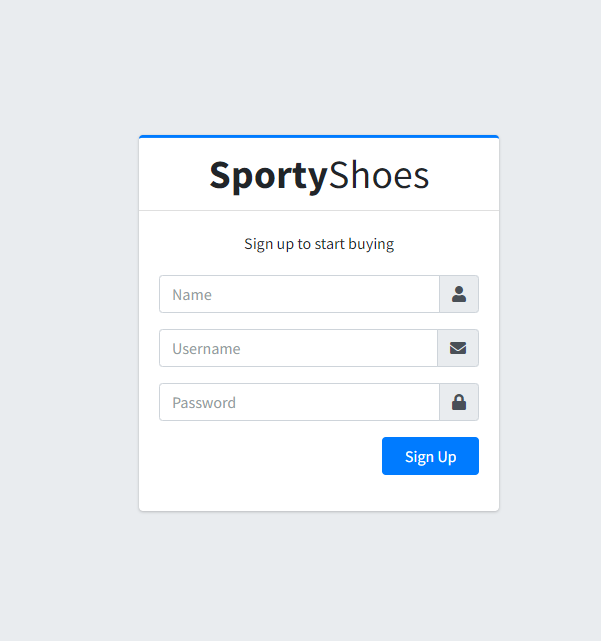 SportyShoes
Sign up to start buying
Name
Username
Password
Sign Up